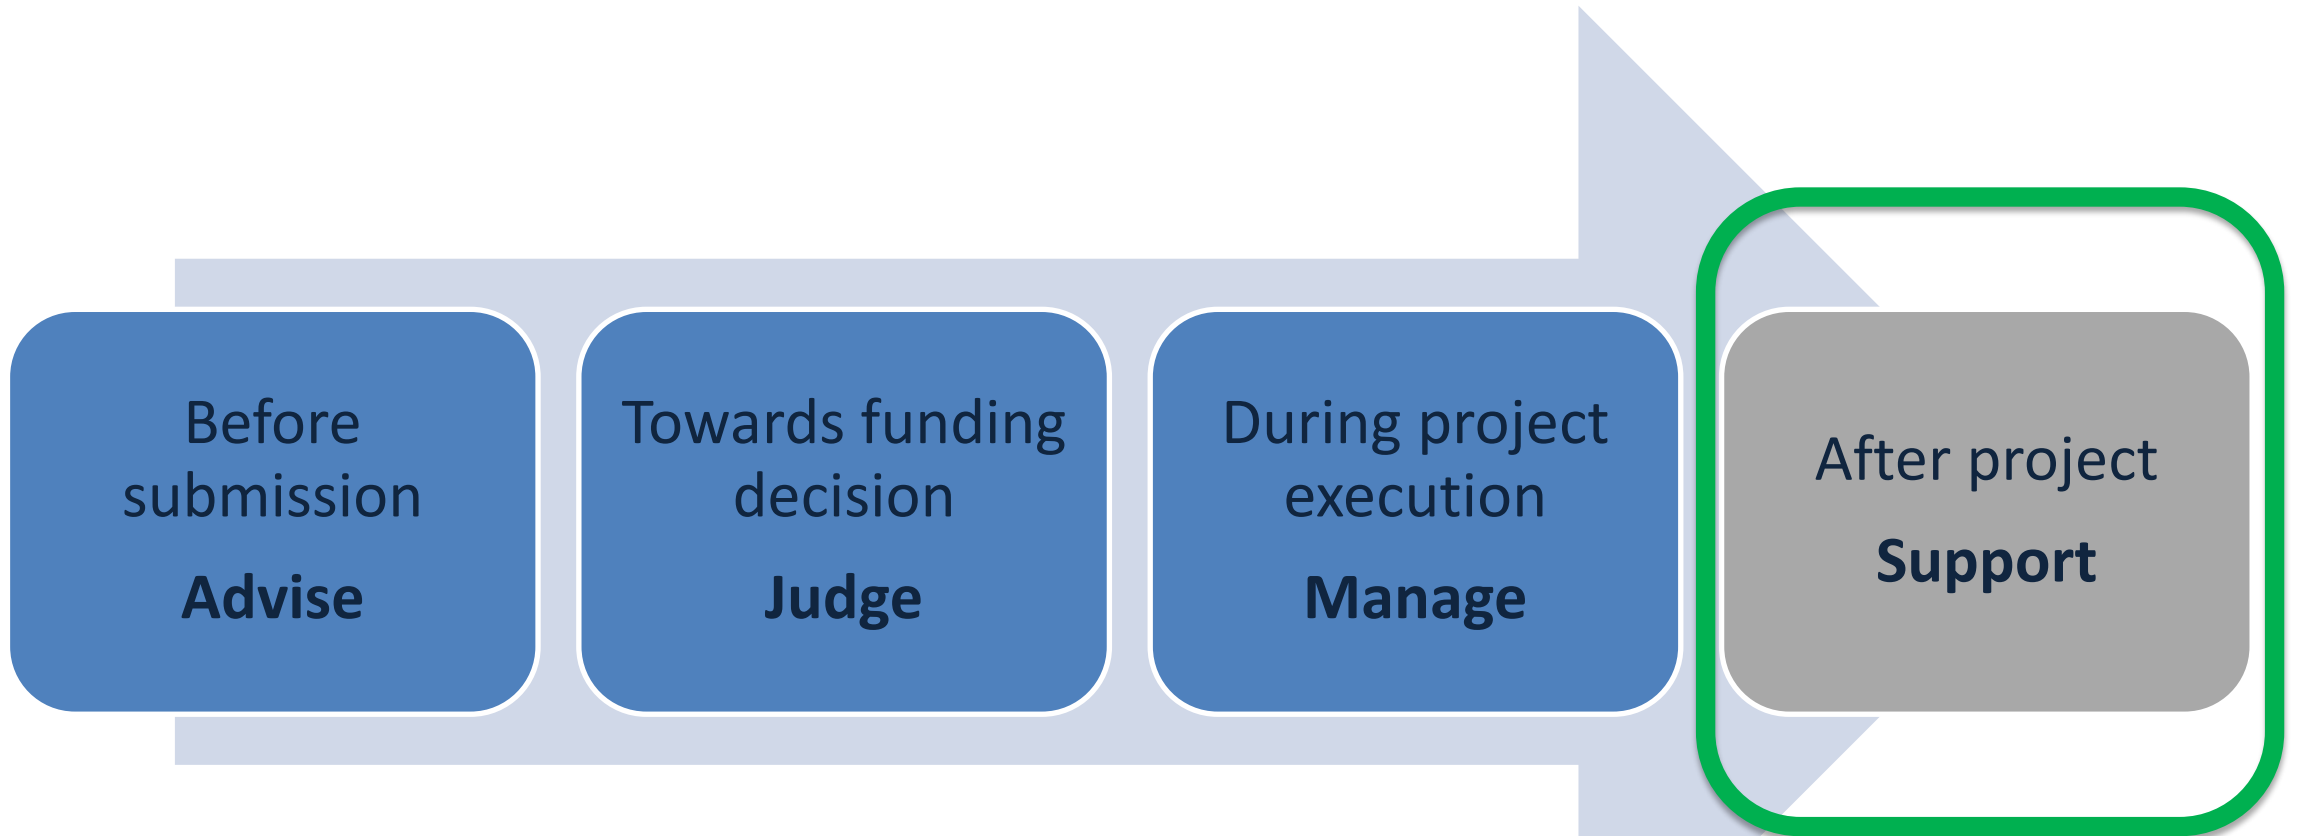 Before
submission
Advise
Towards funding
decision
Judge
During project
execution
Manage
After project
Support